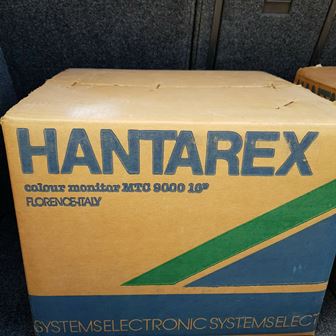 HANTAREX
colour monitor MTC 9000 16"
FLORENCE-ITALY
SYSTEMSELECTRONIC SYSTEMSELECT